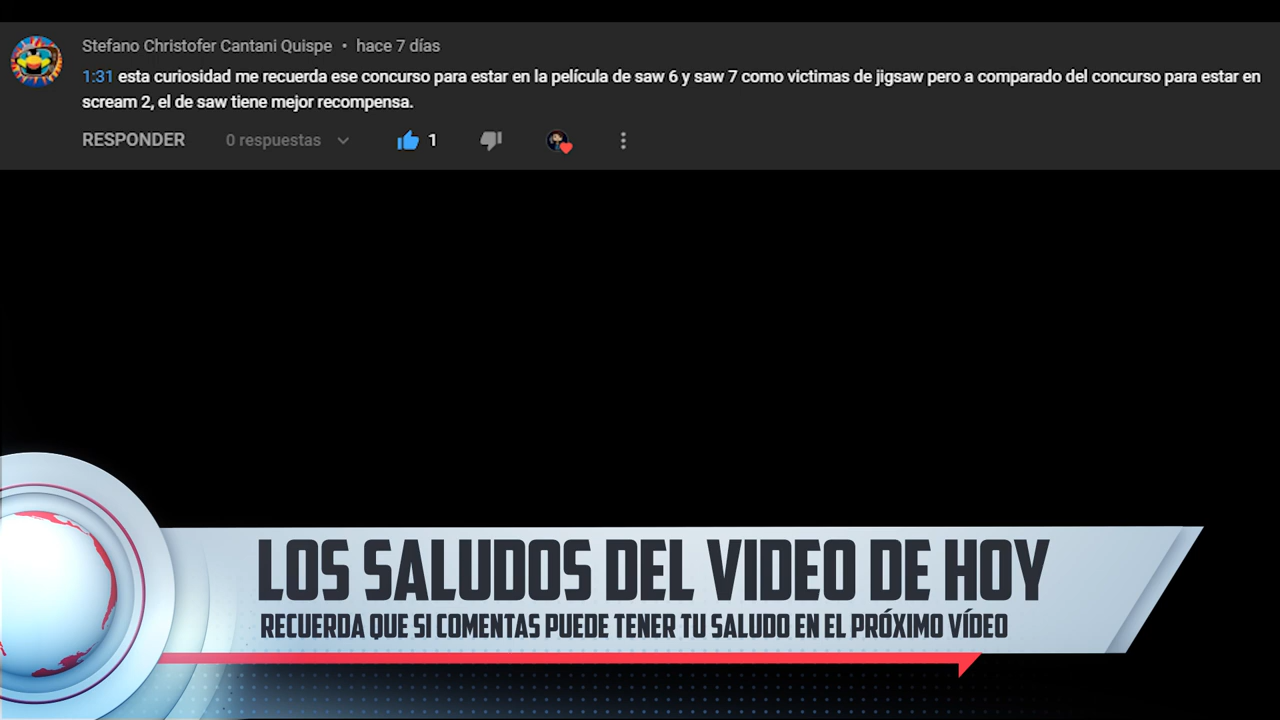 Stefano Christofer Cantani Quispe • hace 7 días
1:31 esta curiosidad me recuerda ese concurso para estar en la película de saw 6 y saw 7 como victimas de jigsaw pero a comparado del concurso para estar en
scream 2, el de saw tiene mejor recompensa.
RESPONDER 0 respuestas 1
LOS SALUDOS DEL VIDEO DE HOY
RECUERDA QUE SI COMENTAS PUEDE TENER TU SALUDO EN EL PRÓXIMO VÍDEO